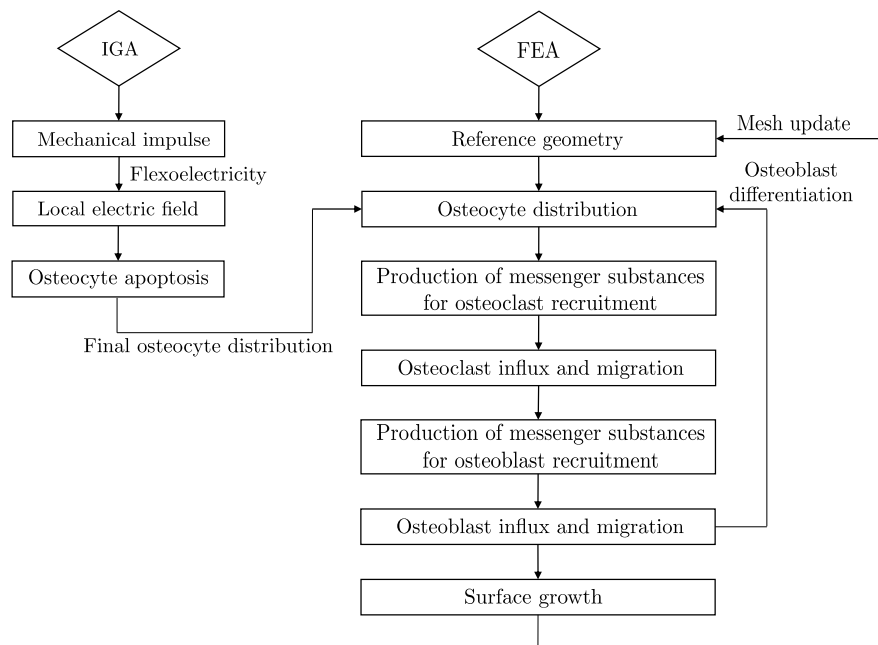 IGA
Mechanical impulse
Flexoelectricity
Local electric field
Osteocyte apoptosis
Final osteocyte distribution
FEA
Reference geometry
Mesh update
Osteoblast
differentiation
Osteocyte distribution
Production of messenger substances
for osteoclast recruitment
Osteoclast influx and migration
Production of messenger substances
for osteoblast recruitment
Osteoblast influx and migration
Surface growth